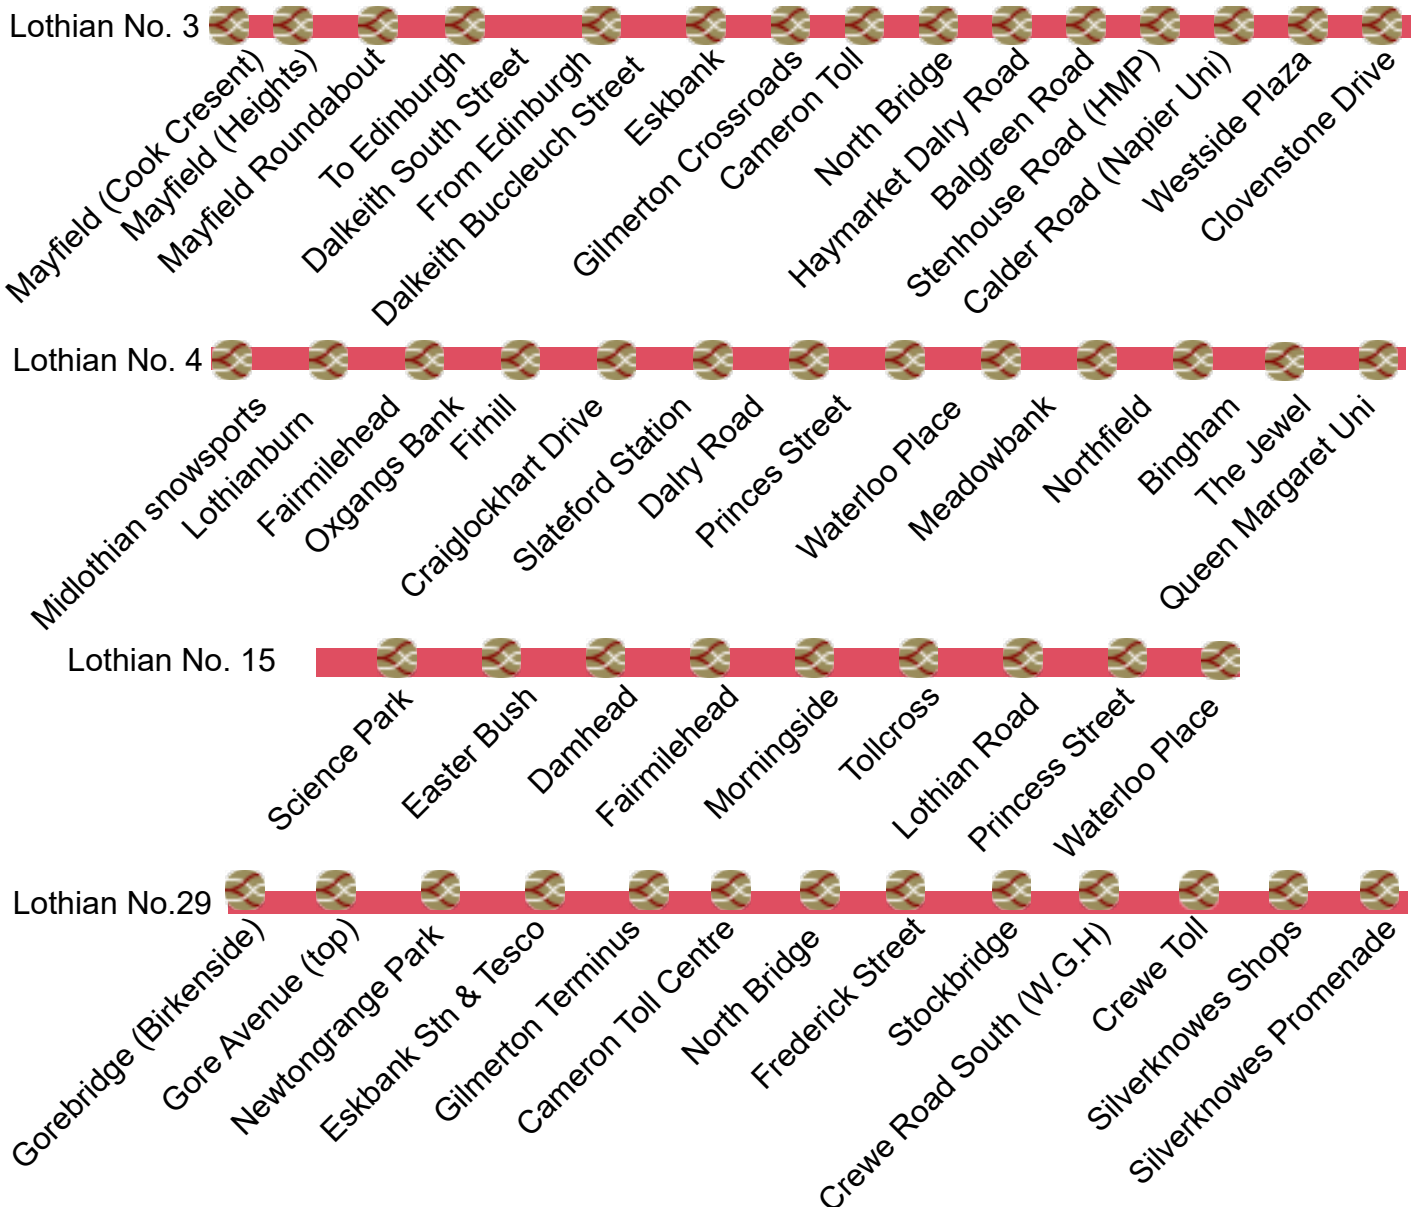 Lothian No. 3
Mayfield (Cook Cresent)
Mayfield (Heights)
Mayfield Roundabout
To Edinburgh
Dalkeith South Street
From Edinburgh
Dalkeith Buccleuch Street
Eskbank
Gilmerton Crossroads
Cameron Toll
North Bridge
Haymarket Dalry Road
Balgreen Road
Stenhouse Road (HMP)
Calder Road (Napier Uni)
Westside Plaza
Clovenstone Drive
Lothian No. 4
Midlothian snowsports
Lothianburn
Fairmilehead
Oxgangs Bank
Firhill
Craiglockhart Drive
Slateford Station
Dalry Road
Princes Street
Waterloo Place
Meadowbank
Northfield
Bingham
The Jewel
Queen Margaret Uni
Lothian No. 15
Science Park
Easter Bush
Damhead
Fairmilehead
Morningside
Tollcross
Lothian Road
Princess Street
Waterloo Place
Lothian No.29
Gorebridge (Birkenside)
Gore Avenue (top)
Newtongrange Park
Eskbank Stn & Tesco
Gilmerton Terminus
Cameron Toll Centre
North Bridge
Frederick Street
Stockbridge
Crewe Road South (W.G.H)
Crewe Toll
Silverknowes Shops
Silverknowes Promenade